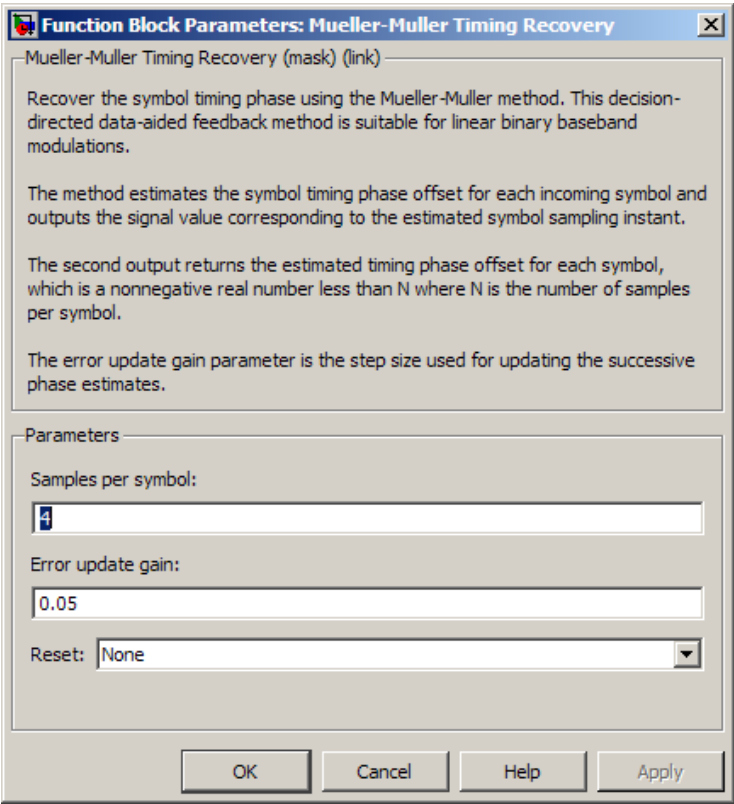 Function Block Parameters: Mueller-Muller Timing Recovery
Mueller-Muller Timing Recovery (mask) (link)
Recover the symbol timing phase using the Mueller-Muller method. This decision-
directed data-aided feedback method is suitable for linear binary baseband
modulations.
The method estimates the symbol timing phase offset for each incoming symbol and
outputs the signal value corresponding to the estimated symbol sampling instant.
The second output returns the estimated timing phase offset for each symbol,
which is a nonnegative real number less than N where N is the number of samples
per symbol.
The error update gain parameter is the step size used for updating the successive
phase estimates.
Parameters
Samples per symbol:
4
Error update gain:
0.05
Reset: None
OK Cancel Help Apply